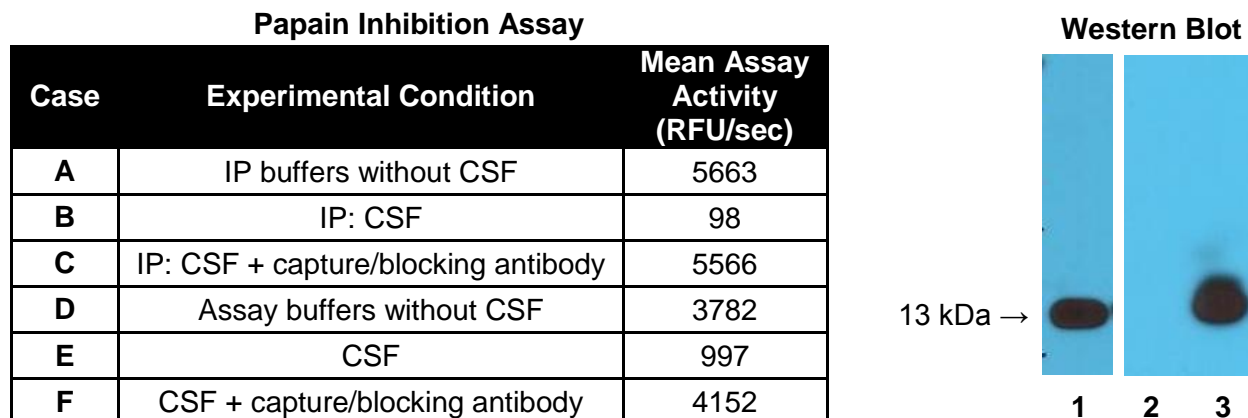 Papain Inhibition Assay
Case Experimental Condition Mean Assay Activity (RFU/sec)
A IP buffers without CSF 5663
B IP: CSF 98
C IP: CSF + capture/blocking antibody 5566
D Assay buffers without CSF 3782
E CSF 997
F CSF + capture/blocking antibody 4152
Western Blot
13 kDa →
1 2 3